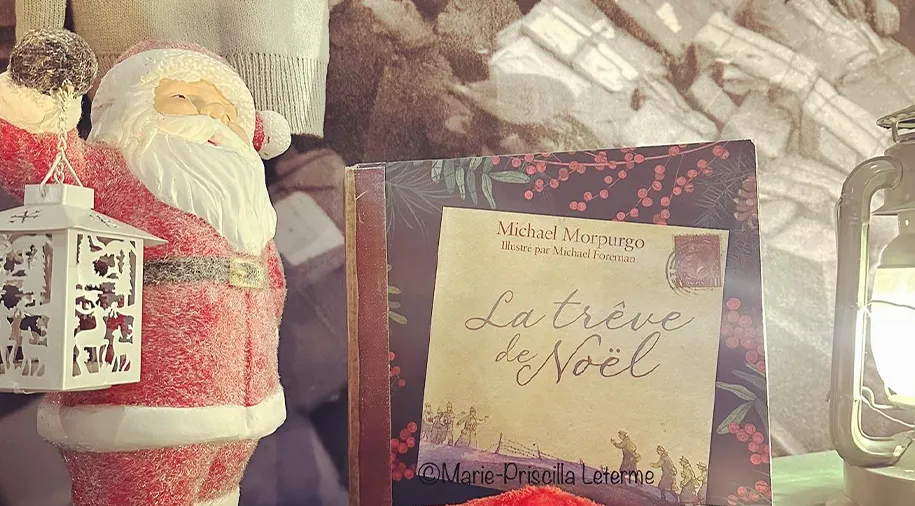 Michael Morpurgo
Illustré par Michael Foreman
La trêve
de Noël
©Marie-Priscilla Leterme